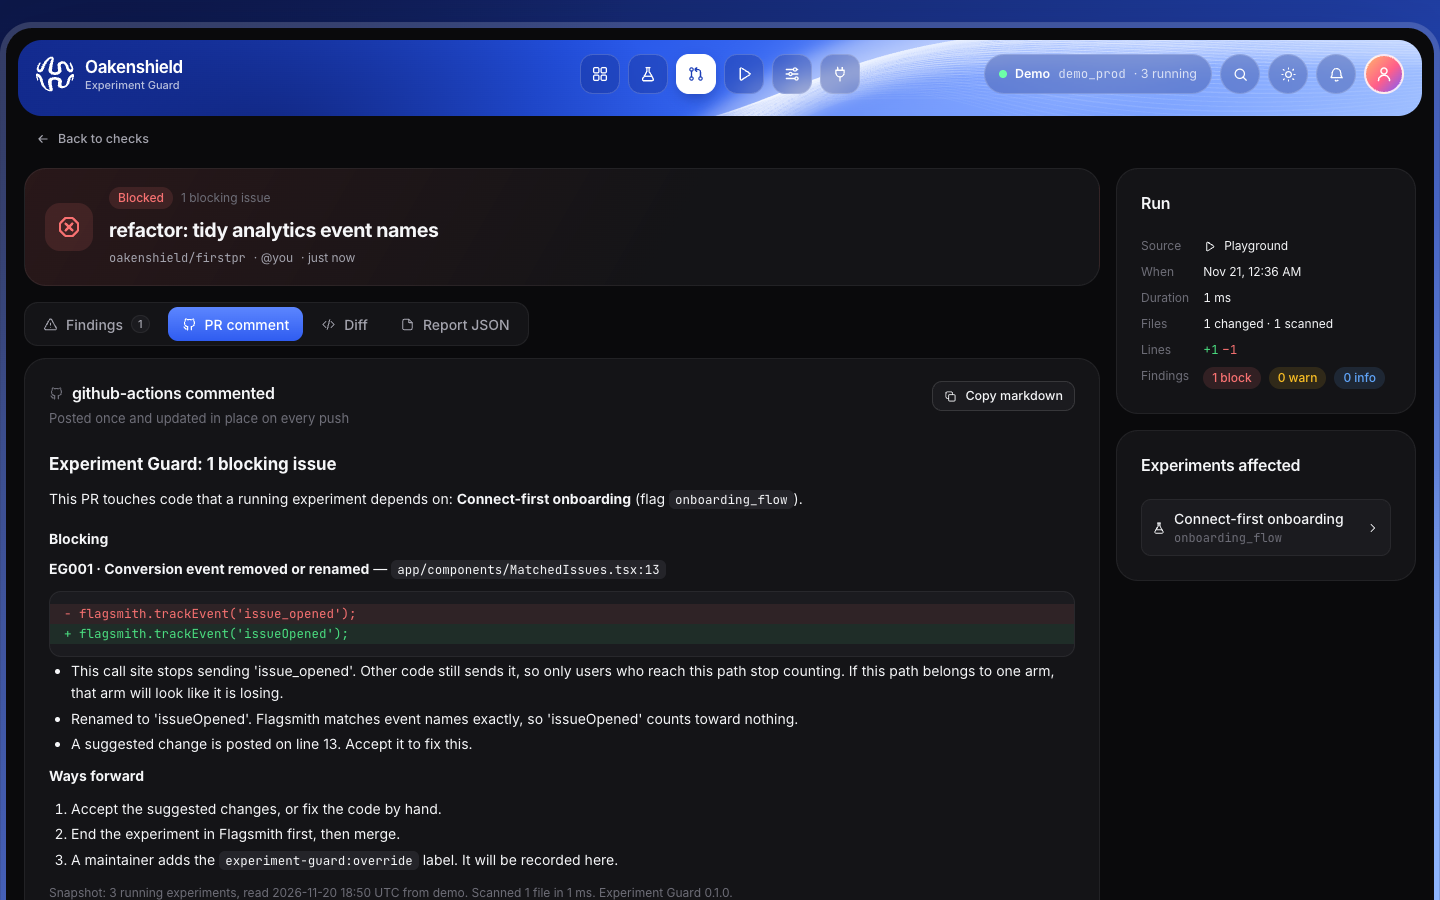 Oakenshield
Experiment Guard
Demo demo_prod · 3 running
Back to checks
Blocked 1 blocking issue
refactor: tidy analytics event names
oakenshield/firstpr · @you · just now
Findings 1 PR comment Diff Report JSON
github-actions commented
Posted once and updated in place on every push
Copy markdown
Experiment Guard: 1 blocking issue
This PR touches code that a running experiment depends on: Connect-first onboarding (flag onboarding_flow).
Blocking
EG001 · Conversion event removed or renamed — app/components/MatchedIssues.tsx:13
- flagsmith.trackEvent('issue_opened');
+ flagsmith.trackEvent('issueOpened');
• This call site stops sending 'issue_opened'. Other code still sends it, so only users who reach this path stop counting. If this path belongs to one arm,
that arm will look like it is losing.
• Renamed to 'issueOpened'. Flagsmith matches event names exactly, so 'issueOpened' counts toward nothing.
• A suggested change is posted on line 13. Accept it to fix this.
Ways forward
1. Accept the suggested changes, or fix the code by hand.
2. End the experiment in Flagsmith first, then merge.
3. A maintainer adds the experiment-guard:override label. It will be recorded here.
Snapshot: 3 running experiments, read 2026-11-20 18:50 UTC from demo. Scanned 1 file in 1 ms. Experiment Guard 0.1.0.
Run
Source Playground
When Nov 21, 12:36 AM
Duration 1 ms
Files 1 changed · 1 scanned
Lines +1 −1
Findings 1 block 0 warn 0 info
Experiments affected
Connect-first onboarding
onboarding_flow